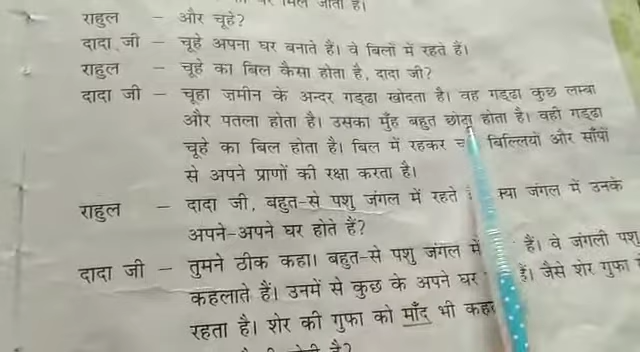 मिल जाता है।
राहुल – और चूहे?
दादा जी – चूहे अपना घर बनाते हैं। वे बिलों में रहते हैं।
राहुल – चूहे का बिल कैसा होता है, दादा जी?
दादा जी – चूहा ज़मीन के अन्दर गड्ढा खोदता है। वह गड्ढा कुछ लम्बा
और पतला होता है। उसका मुँह बहुत छोटा होता है। वही गड्ढा
चूहे का बिल होता है। बिल में रहकर बिल्लियों और साँपों
से अपने प्राणों की रक्षा करता है।
राहुल – दादा जी, बहुत-से पशु जंगल में रहते क्या जंगल में उनके
अपने-अपने घर होते हैं?
दादा जी – तुमने ठीक कहा। बहुत-से पशु जंगल में हैं। वे जंगली पशु
कहलाते हैं। उनमें से कुछ के अपने घर हैं। जैसे शेर गुफा
रहता है। शेर की गुफा को माँद भी